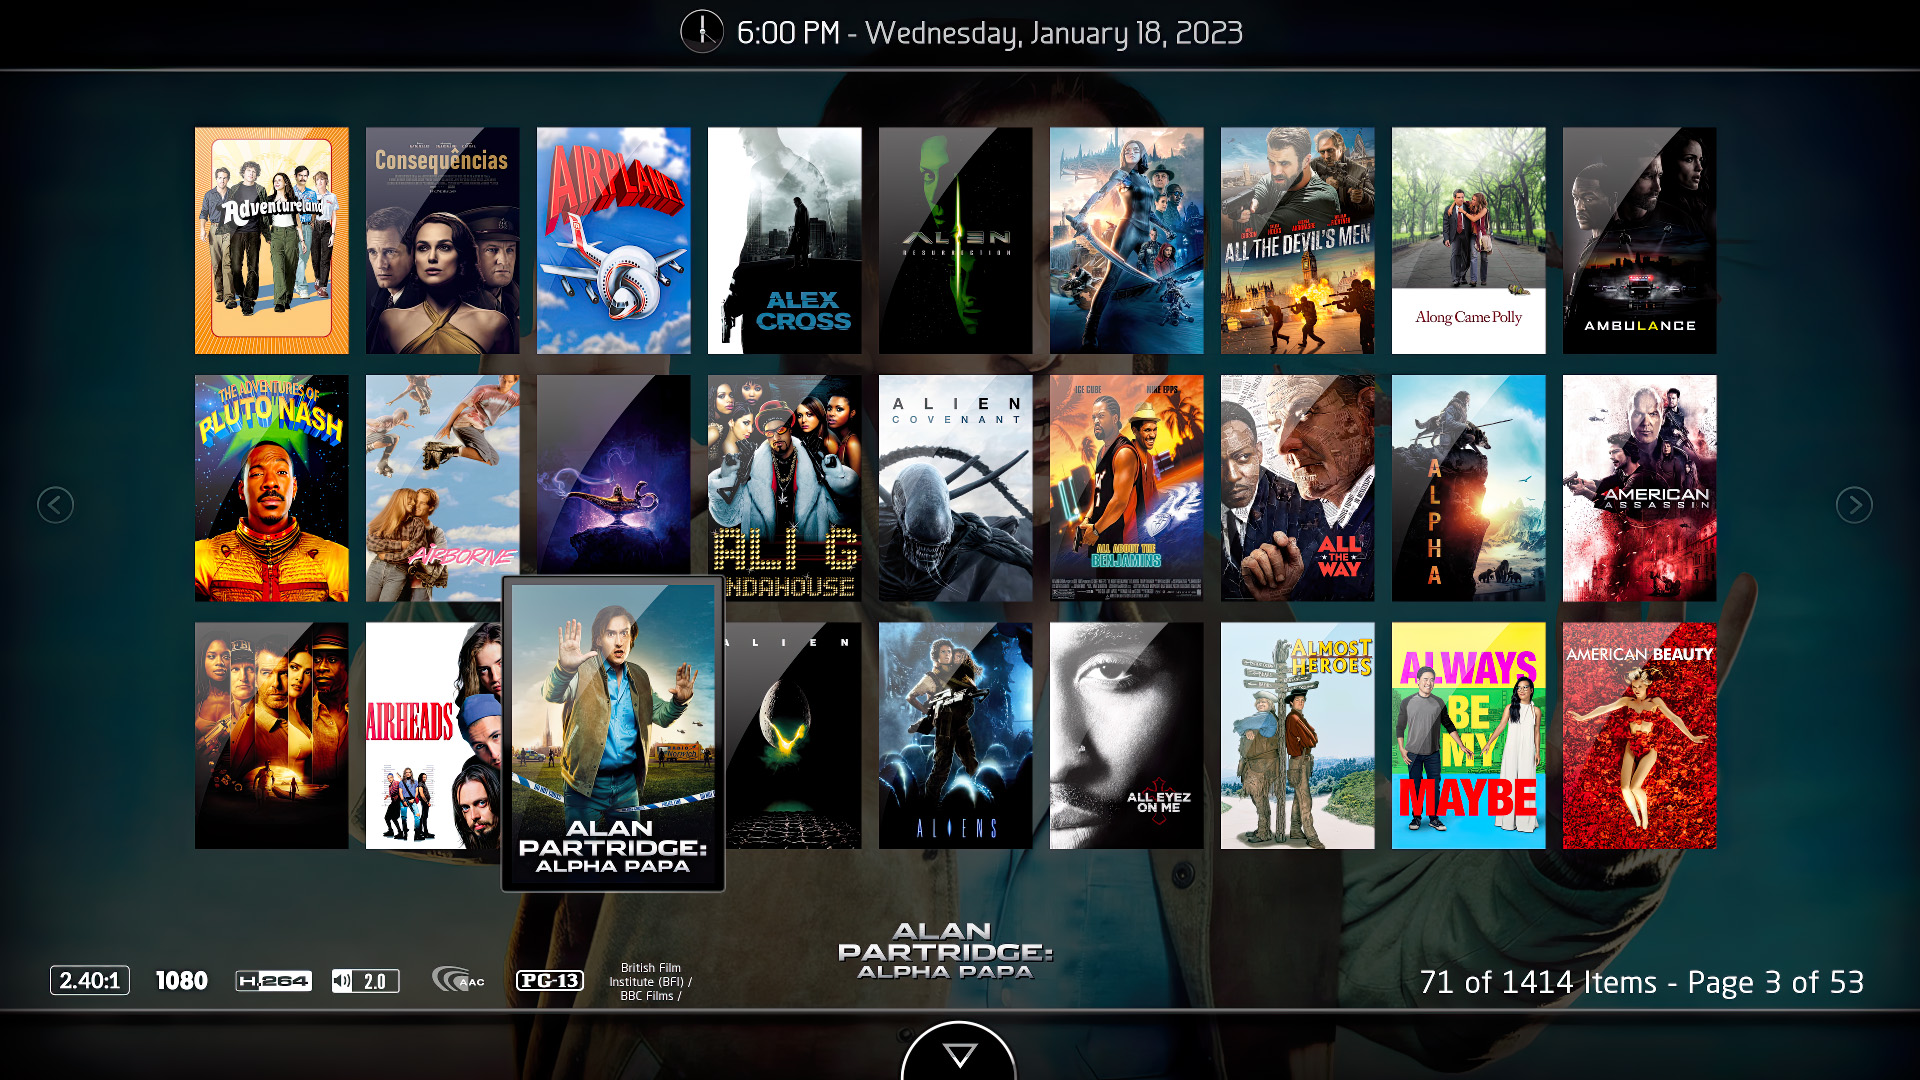 6:00 PM - Wednesday, January 18, 2023
Adventureland
Consequências
AIRPLANE!
ALEX
CROSS
ALIEN
RESURRECTION
ALL THE DEVIL'S MEN
Along Came Polly
AMBULANCE
THE ADVENTURES OF
PLUTO NASH
AIRBORNE
ALI G
INDAHOUSE
ALIEN
COVENANT
ICE CUBE MIKE EPPS
ALL ABOUT THE
BENJAMINS
ALL
THE
WAY
ALPHA
AMERICAN
ASSASSIN
FBI
AIRHEADS
ALAN
PARTRIDGE:
ALPHA PAPA
ALIEN
ALIENS
ALL EYEZ
ON ME
ALMOST
HEROES
ALWAYS
BE
MY
MAYBE
AMERICAN BEAUTY
ALAN
PARTRIDGE:
ALPHA PAPA
2.40:1
1080
H.264
2.0
AAC
PG-13
British Film
Institute (BFI) /
BBC Films /
71 of 1414 Items - Page 3 of 53